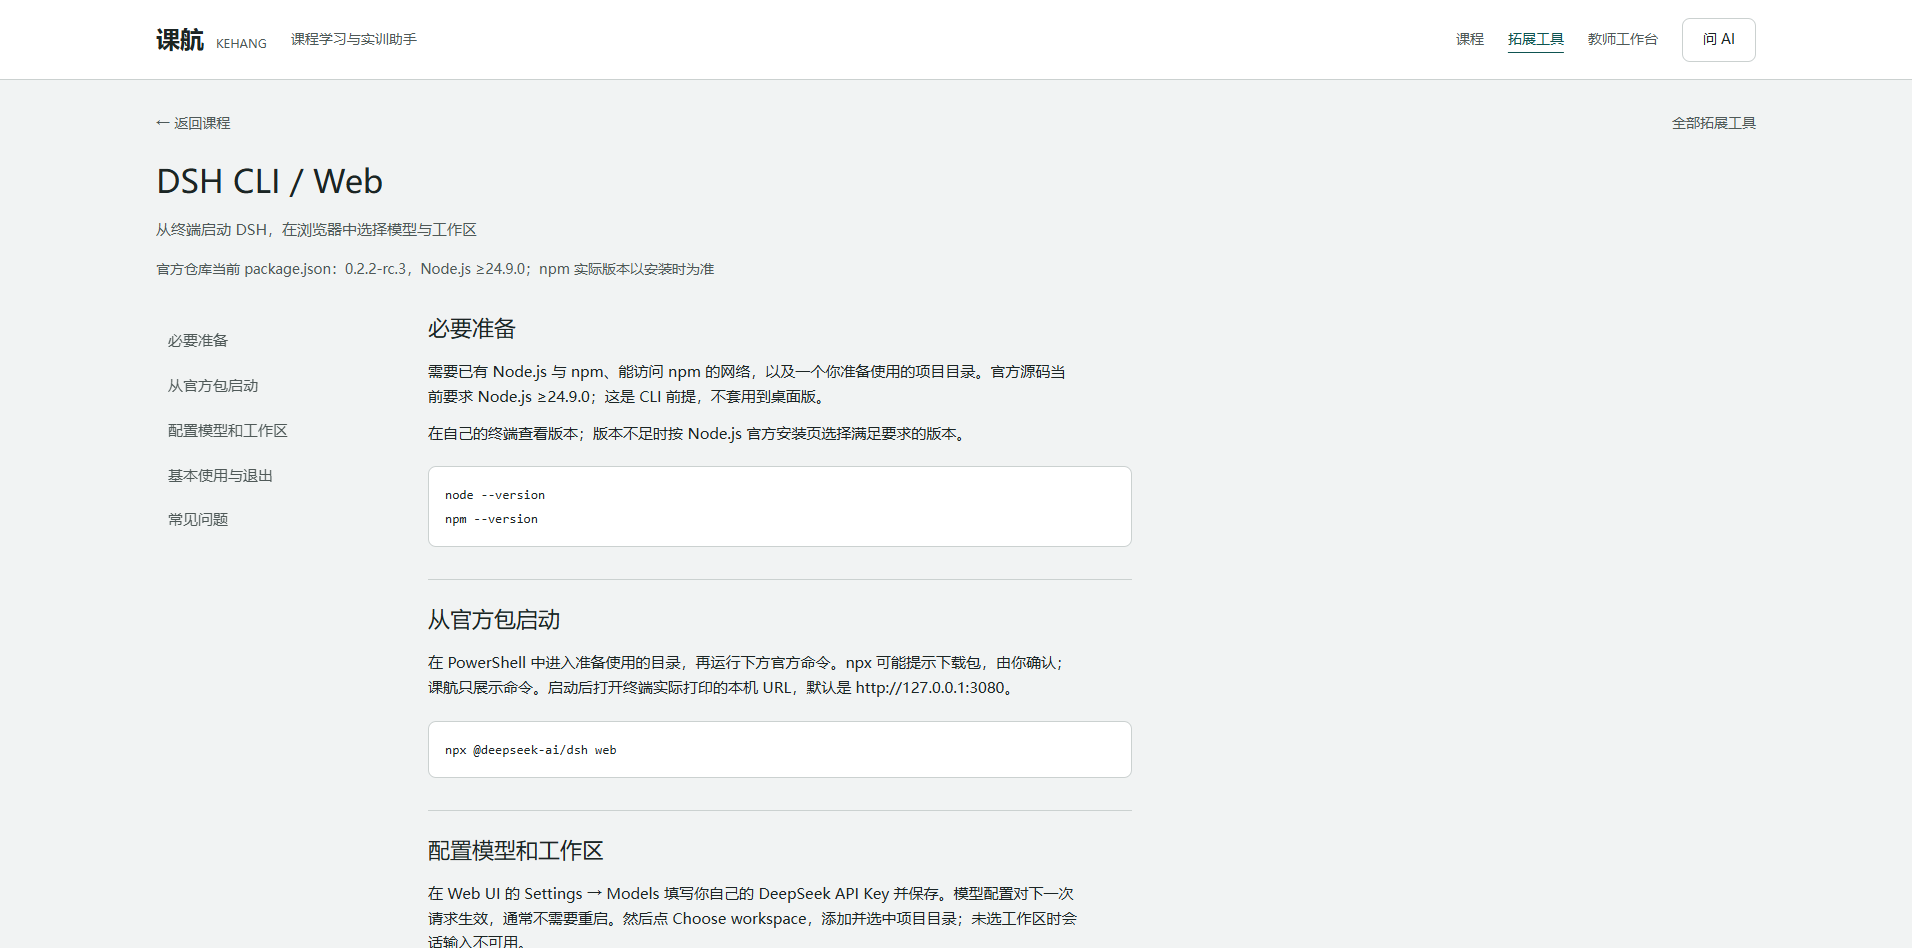 课航 KEHANG 课程学习与实训助手
课程 拓展工具 教师工作台 问 AI
← 返回课程
全部拓展工具
DSH CLI / Web
从终端启动 DSH，在浏览器中选择模型与工作区
官方仓库当前 package.json：0.2.2-rc.3，Node.js ≥24.9.0；npm 实际版本以安装时为准
必要准备
从官方包启动
配置模型和工作区
基本使用与退出
常见问题
必要准备
需要已有 Node.js 与 npm、能访问 npm 的网络，以及一个你准备使用的项目目录。官方源码当
前要求 Node.js ≥24.9.0；这是 CLI 前提，不套用到桌面版。
在自己的终端查看版本；版本不足时按 Node.js 官方安装页选择满足要求的版本。
node --version
npm --version
从官方包启动
在 PowerShell 中进入准备使用的目录，再运行下方官方命令。npx 可能提示下载包，由你确认；
课航只展示命令。启动后打开终端实际打印的本机 URL，默认是 http://127.0.0.1:3080。
npx @deepseek-ai/dsh web
配置模型和工作区
在 Web UI 的 Settings → Models 填写你自己的 DeepSeek API Key 并保存。模型配置对下一次
请求生效，通常不需要重启。然后点 Choose workspace，添加并选中项目目录；未选工作区时会
话输入不可用。